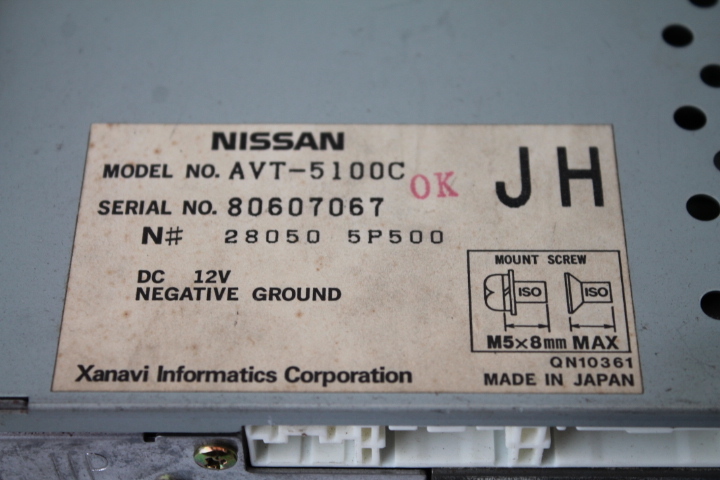 NISSAN
MODEL NO. AVT-5100C
OK
JH
SERIAL NO. 80607067
N# 28050 5P500
DC 12V
NEGATIVE GROUND
MOUNT SCREW
ISO ISO
M5×8mm MAX
QN10361
Xanavi Informatics Corporation
MADE IN JAPAN